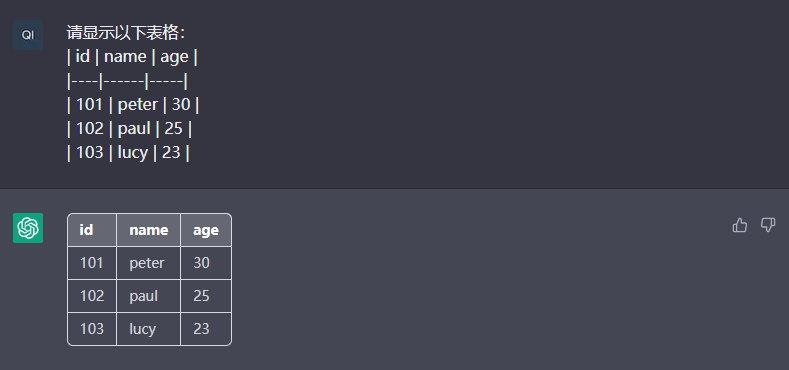 QI
请显示以下表格：
| id | name | age |
|----|------|-----|
| 101 | peter | 30 |
| 102 | paul | 25 |
| 103 | lucy | 23 |
id name age
101 peter 30
102 paul 25
103 lucy 23